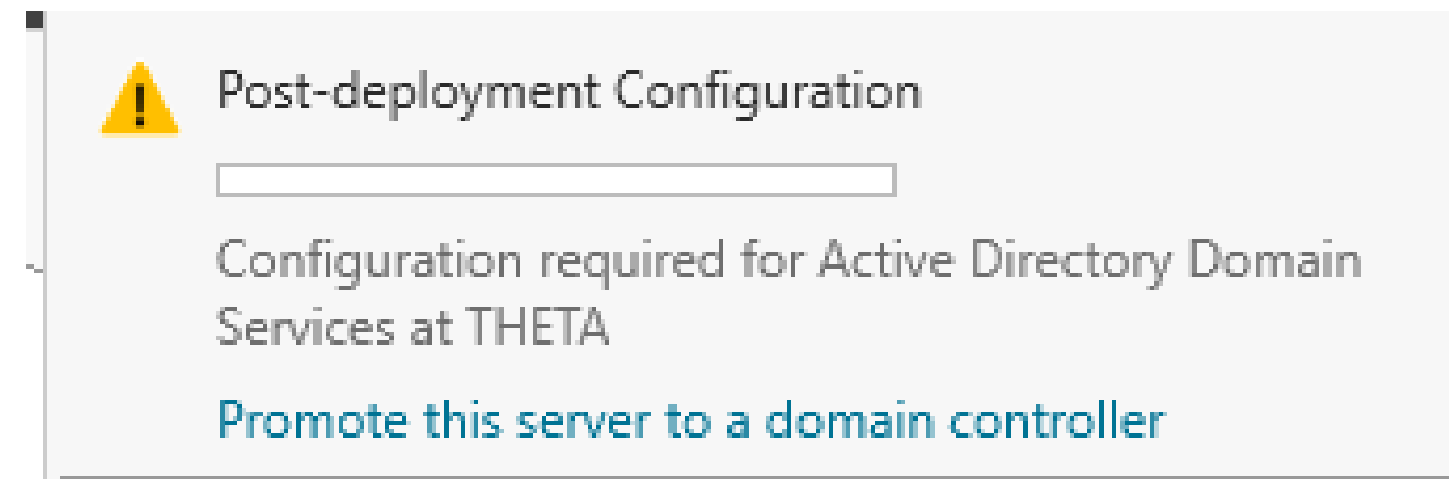 Post-deployment Configuration
Configuration required for Active Directory Domain
Services at THETA
Promote this server to a domain controller